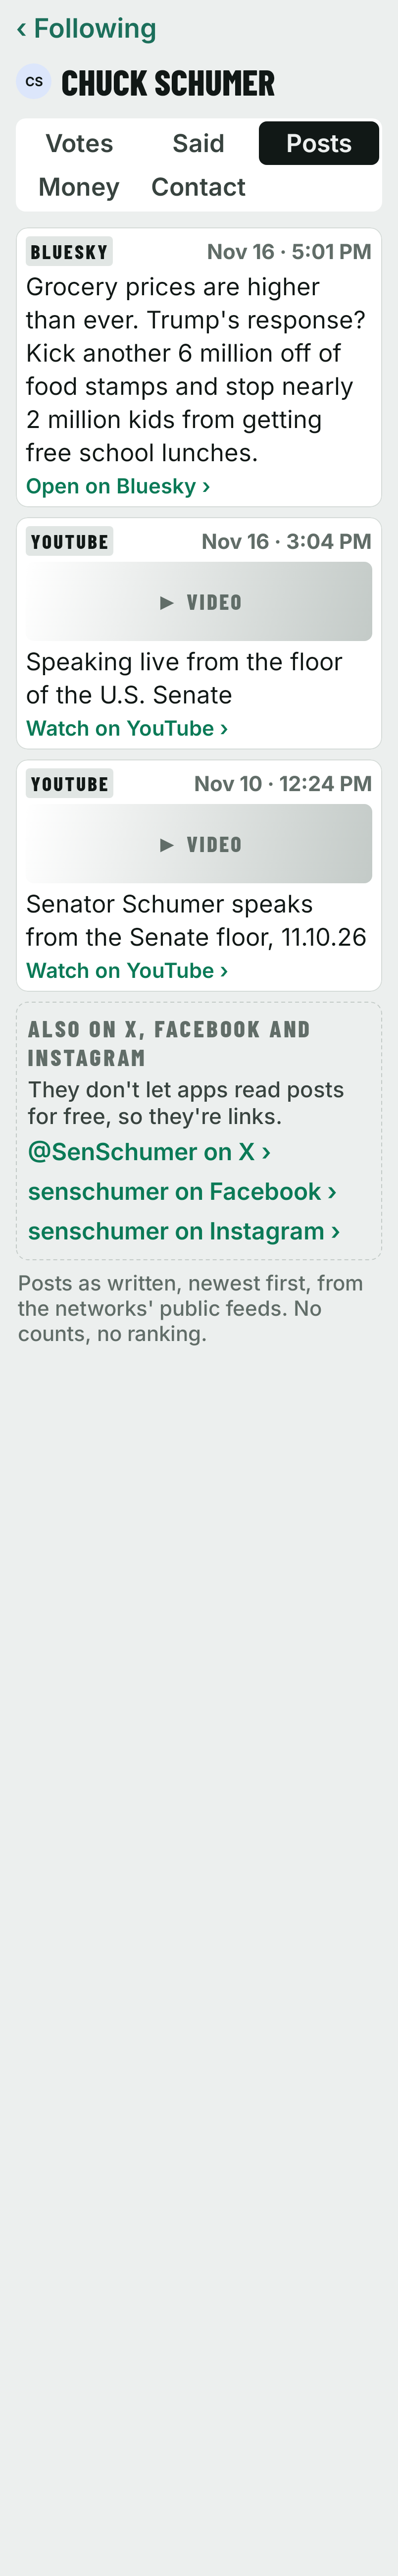 ‹ Following
CS CHUCK SCHUMER
Votes Said Posts
Money Contact
BLUESKY Nov 16 · 5:01 PM
Grocery prices are higher
than ever. Trump's response?
Kick another 6 million off of
food stamps and stop nearly
2 million kids from getting
free school lunches.
Open on Bluesky ›
YOUTUBE Nov 16 · 3:04 PM
▶ VIDEO
Speaking live from the floor
of the U.S. Senate
Watch on YouTube ›
YOUTUBE Nov 10 · 12:24 PM
▶ VIDEO
Senator Schumer speaks
from the Senate floor, 11.10.26
Watch on YouTube ›
ALSO ON X, FACEBOOK AND
INSTAGRAM
They don't let apps read posts
for free, so they're links.
@SenSchumer on X ›
senschumer on Facebook ›
senschumer on Instagram ›
Posts as written, newest first, from
the networks' public feeds. No
counts, no ranking.